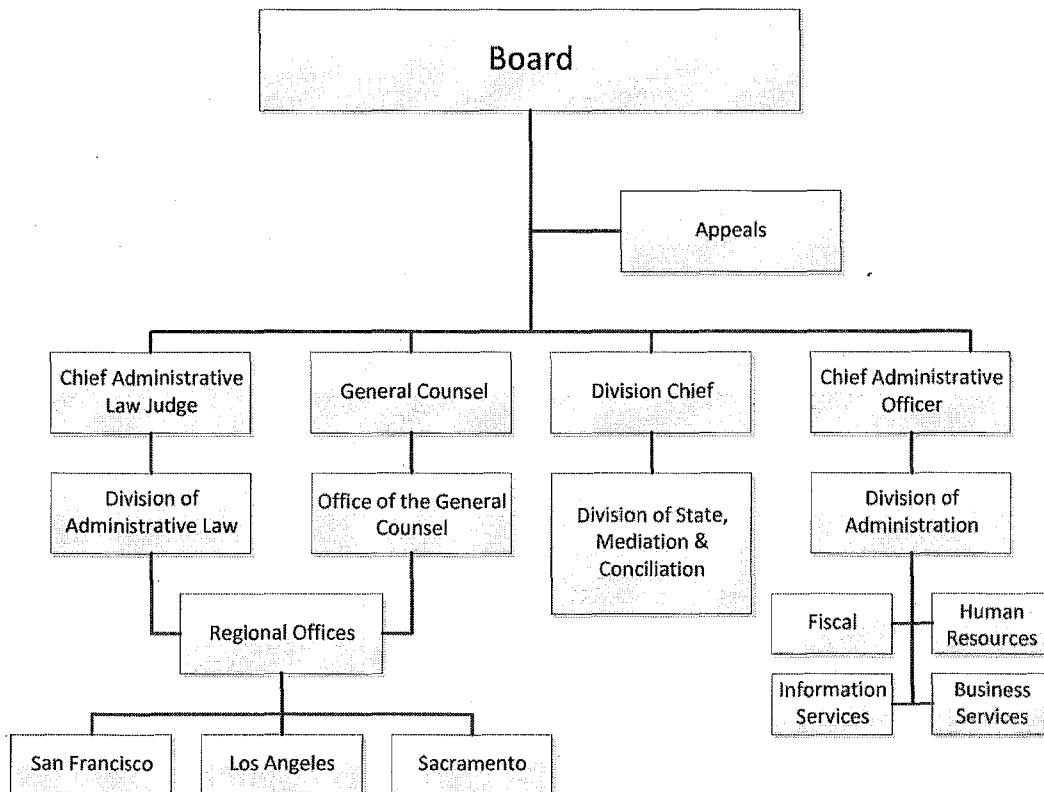 Board
Appeals
Chief Administrative
Law Judge
General Counsel
Division Chief
Chief Administrative
Officer
Division of
Administrative Law
Office of the General
Counsel
Division of State,
Mediation &
Conciliation
Division of
Administration
Regional Offices
Fiscal
Human
Resources
Information
Services
Business
Services
San Francisco
Los Angeles
Sacramento